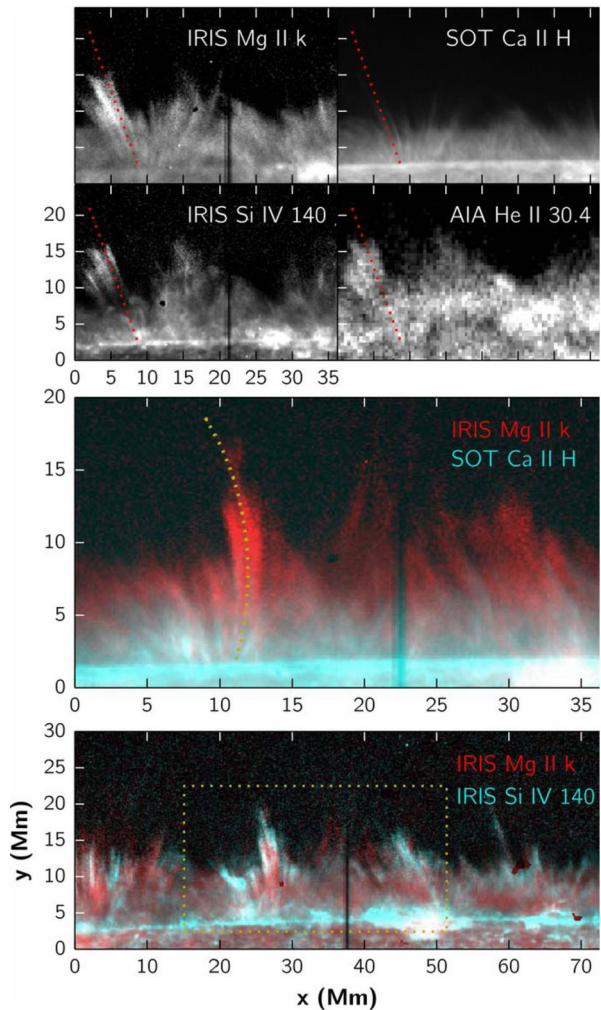 IRIS Mg II k
SOT Ca II H
IRIS Si IV 140
AIA He II 30.4
20
15
10
5
0
0 5 10 15 20 25 30 35
20
IRIS Mg II k
SOT Ca II H
15
10
5
0
0 5 10 15 20 25 30 35
30
IRIS Mg II k
25
IRIS Si IV 140
20
15
10
5
0
0 10 20 30 40 50 60 70
y (Mm)
x (Mm)